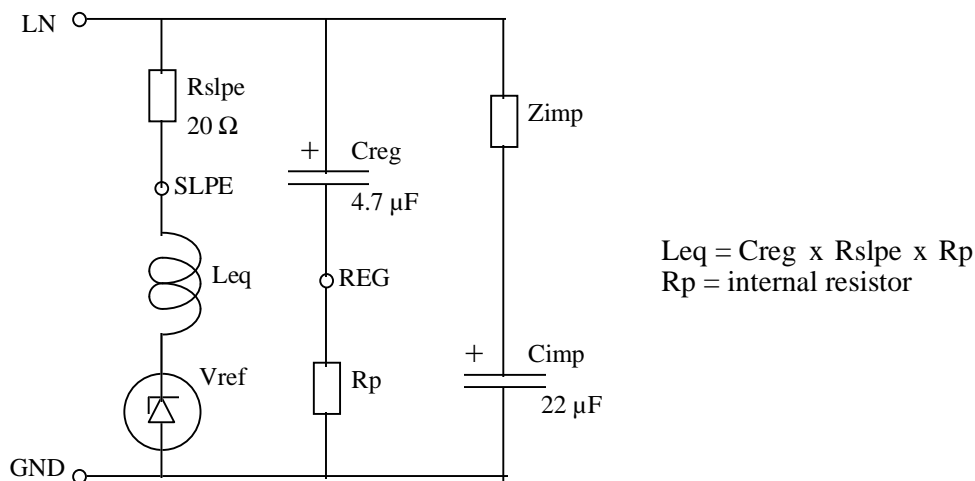 LN
Rslpe
20 Ω
SLPE
Leq
Vref
GND
+
Creg
4.7 µF
REG
Rp
Zimp
+
Cimp
22 µF
Leq = Creg x Rslpe x Rp
Rp = internal resistor